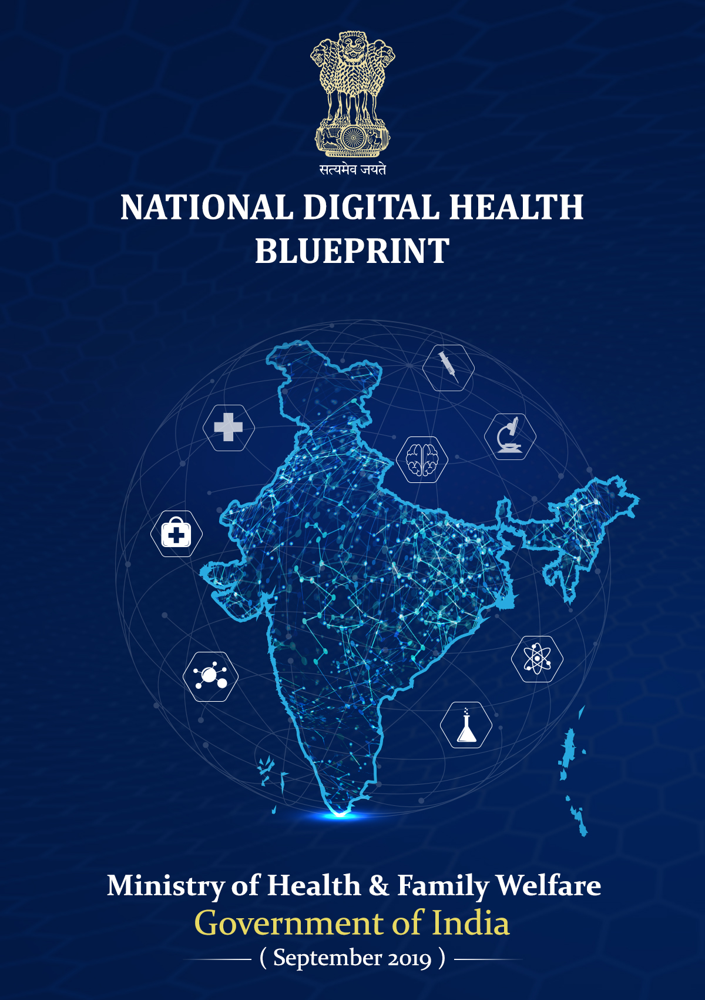 सत्यमेव जयते
NATIONAL DIGITAL HEALTH
BLUEPRINT
Ministry of Health & Family Welfare
Government of India
( September 2019 )